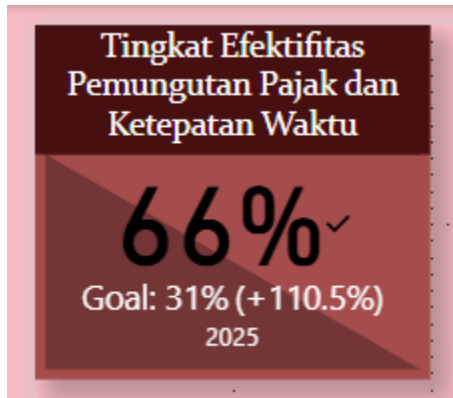 Tingkat Efektifitas
Pemungutan Pajak dan
Ketepatan Waktu
66%✓
Goal: 31% (+110.5%)
2025